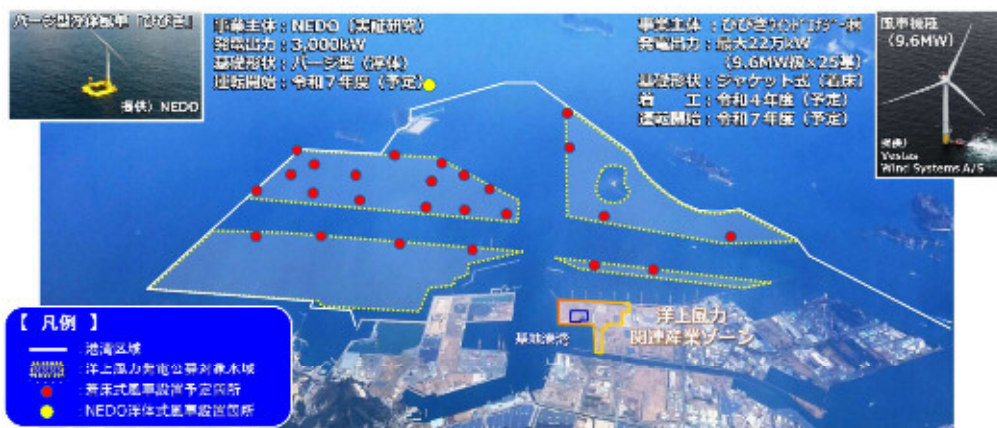 バージ型浮体風車『ひびき』
提供）NEDO
事業主体：NEDO（実証研究）
発電出力：3,000kW
基礎形状：バージ型（浮体）
運転開始：令和７年度（予定）
事業主体：ひびきウインドエナジー㈱
発電出力：最大22万kW
（9.6MW級×25基）
基礎形状：ジャケット式（着床）
着　　工：令和４年度（予定）
運転開始：令和７年度（予定）
風車機種
（9.6MW）
提供）
Vestas
Wind Systems A/S
洋上風力
関連産業ゾーン
基地港湾
【 凡例 】
港湾区域
洋上風力発電公募対象水域
着床式風車設置予定箇所
NEDO浮体式風車設置箇所